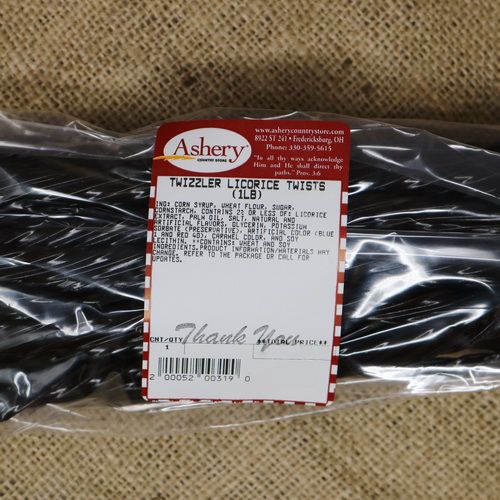 Ashery
COUNTRY STORE
www.asherycountrystore.com
8922 ST 241 • Fredericksburg, OH
Phone: 330-359-5615
"In all thy ways acknowledge
Him and He shall direct thy
paths." Prov. 3:6
TWIZZLER LICORICE TWISTS
(1LB)
ING: CORN SYRUP, WHEAT FLOUR, SUGAR,
CORNSTARCH, CONTAINS 2% OR LESS OF: LICORICE
EXTRACT, PALM OIL, SALT, NATURAL AND
ARTIFICIAL FLAVORS, GLYCERIN, POTASSIUM
SORBATE (PRESERVATIVE), ARTIFICIAL COLOR (BLUE
1 AND RED 40), CARAMEL COLOR, AND SOY
LECITHIN. **CONTAINS: WHEAT AND SOY
INGREDIENTS,PRODUCT INFORMATION/MATERIALS MAY
CHANGE. REFER TO THE PACKAGE OR CALL FOR
UPDATES.
Thank You
CNT/QTY **TOTAL PRICE**
1
2 00052 00319 0